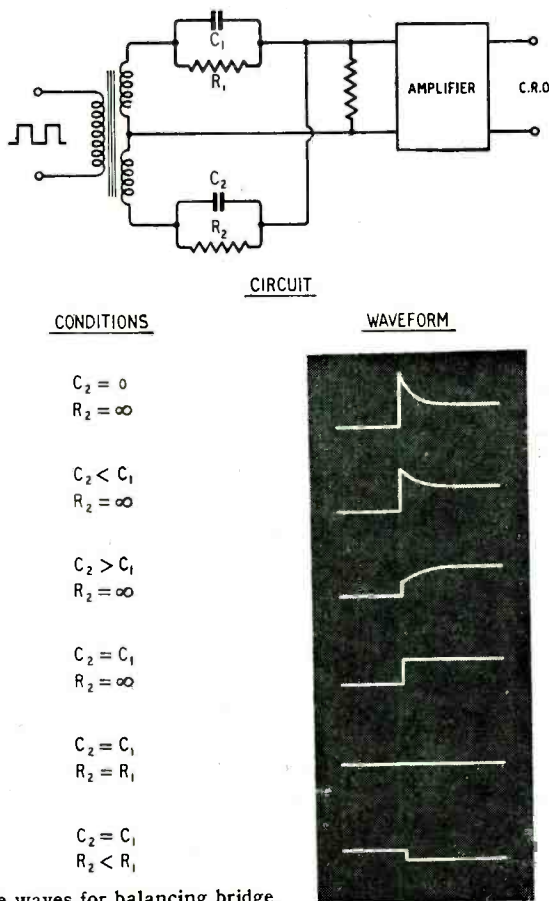 C₁
R₁
AMPLIFIER
C.R.O
C₂
R₂
CIRCUIT
CONDITIONS
WAVEFORM
C₂ = 0
R₂ = ∞
C₂ < C₁
R₂ = ∞
C₂ > C₁
R₂ = ∞
C₂ = C₁
R₂ = ∞
C₂ = C₁
R₂ = R₁
C₂ = C₁
R₂ < R₁
e waves for balancing bridge